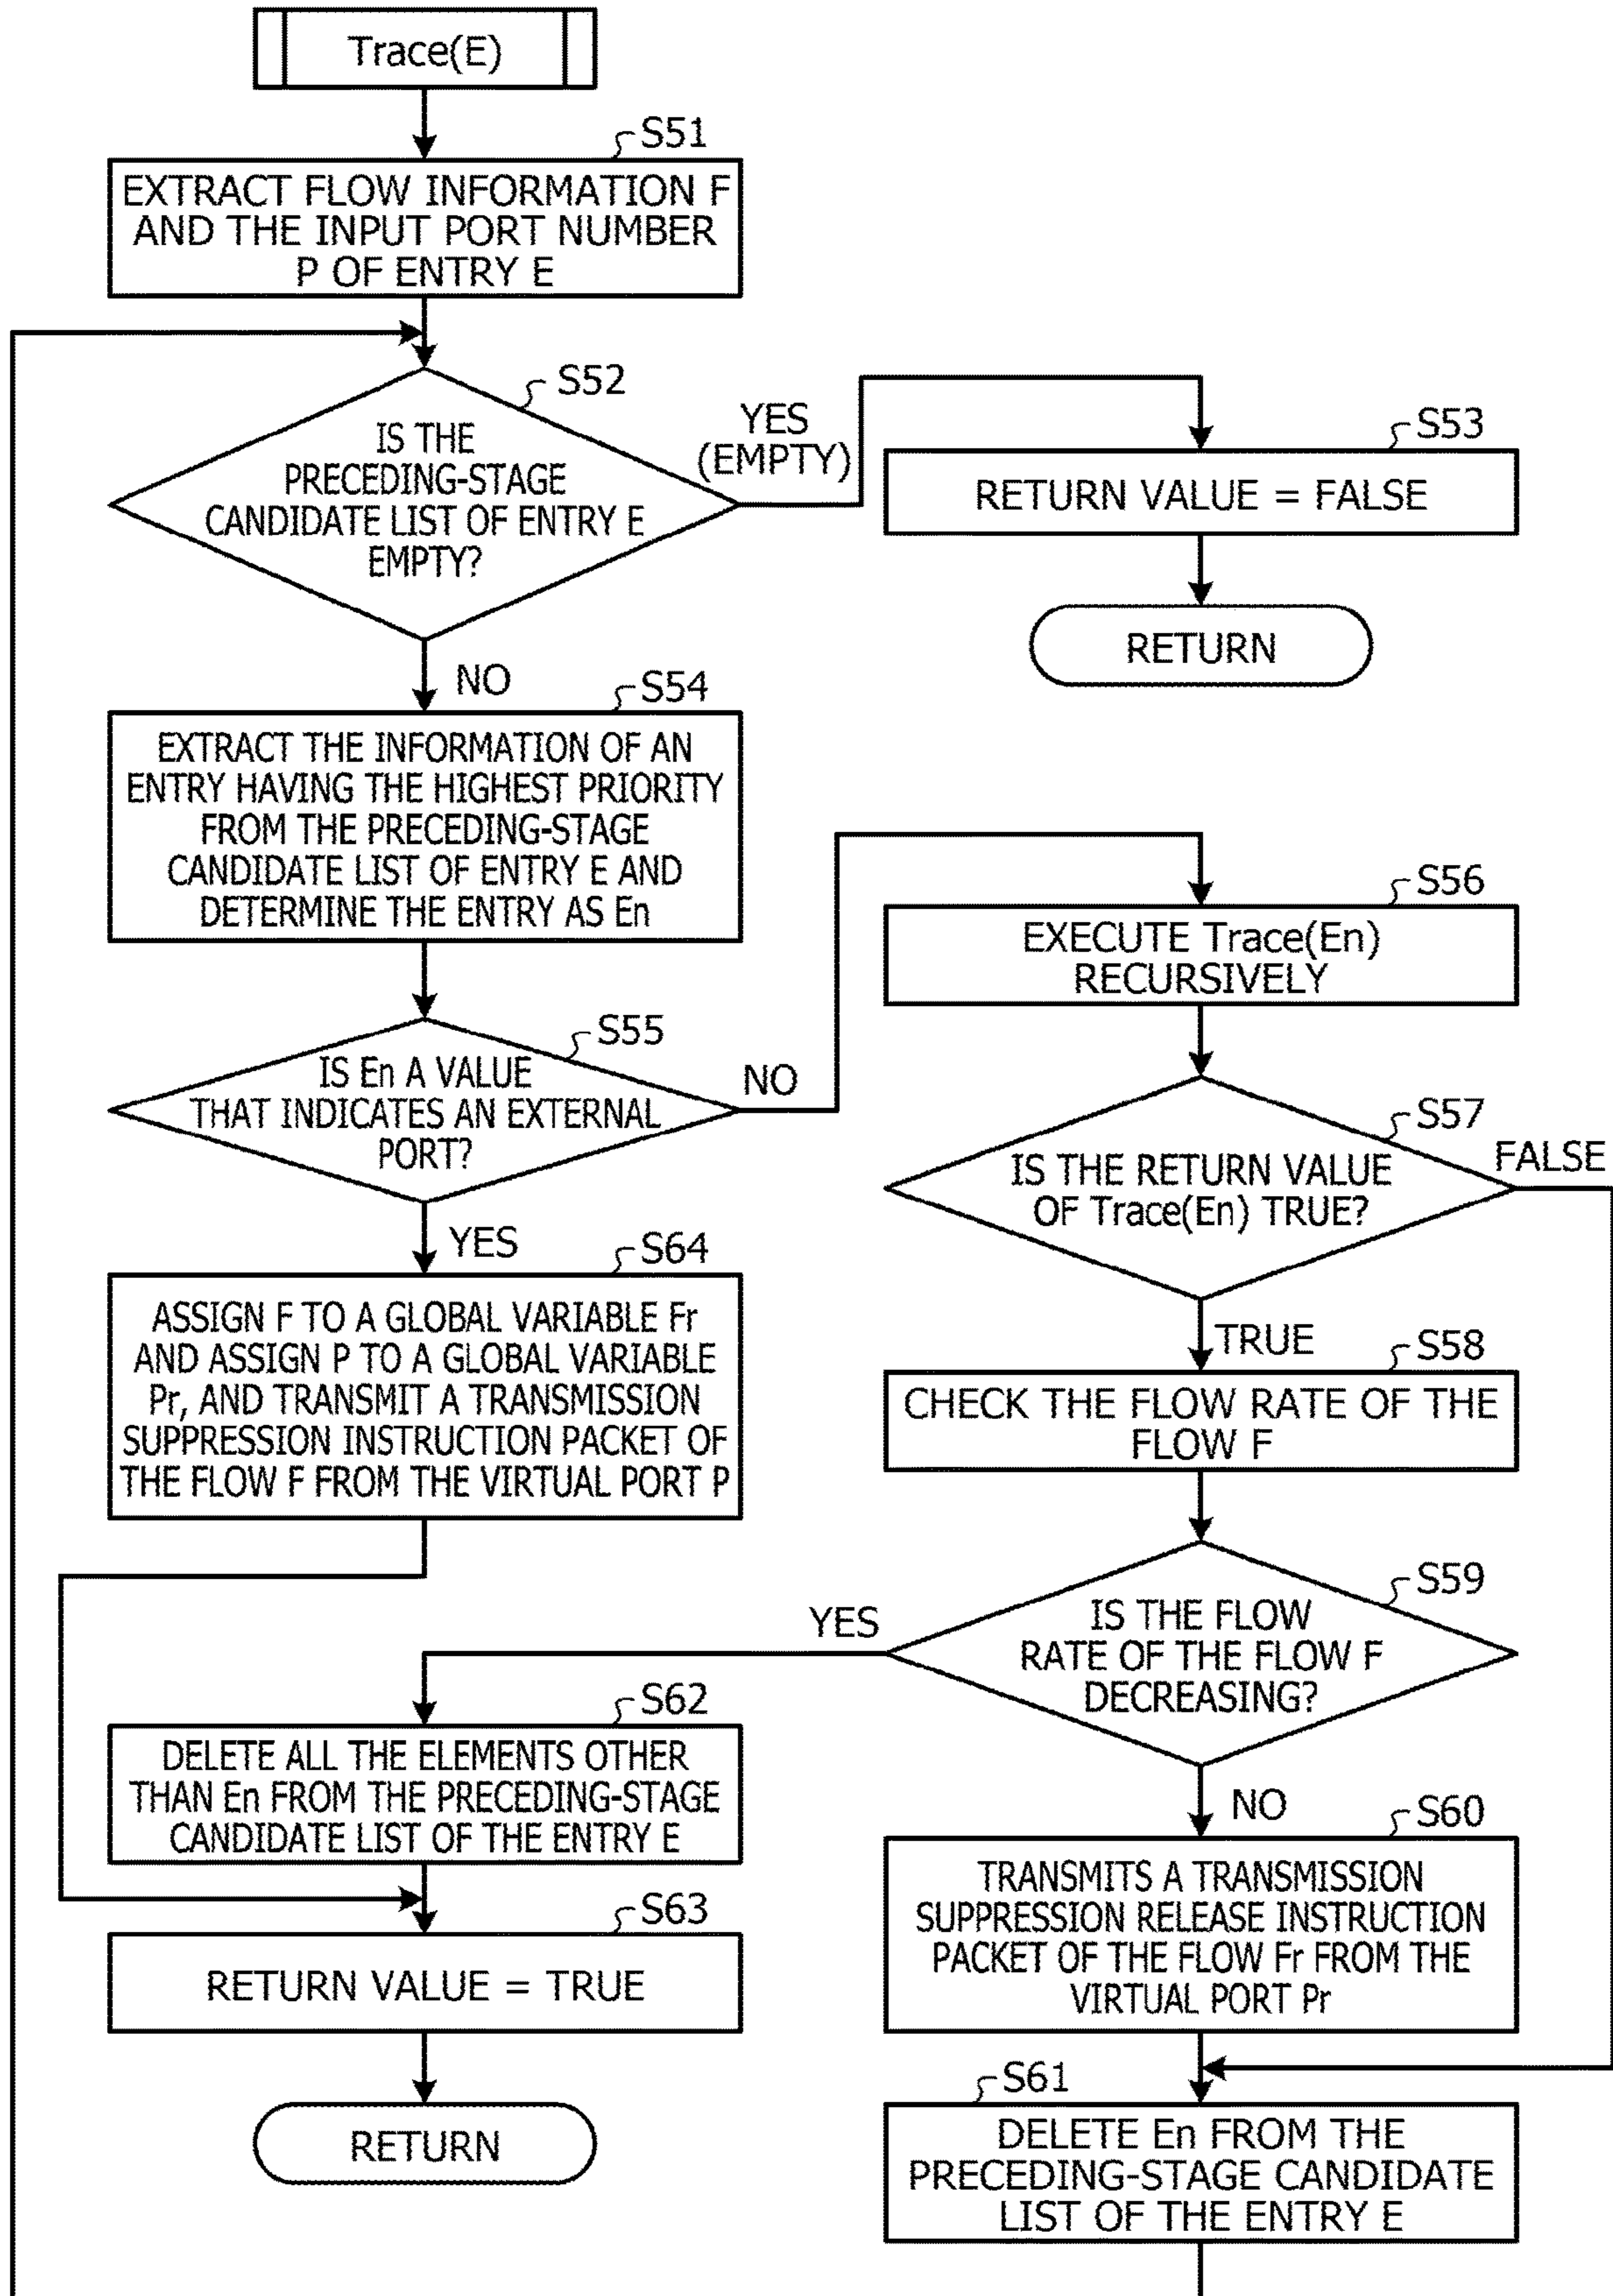 Trace(E)
S51
EXTRACT FLOW INFORMATION F
AND THE INPUT PORT NUMBER
P OF ENTRY E
S52
IS THE
PRECEDING-STAGE
CANDIDATE LIST OF ENTRY E
EMPTY?
YES
(EMPTY)
S53
RETURN VALUE = FALSE
RETURN
NO
S54
EXTRACT THE INFORMATION OF AN
ENTRY HAVING THE HIGHEST PRIORITY
FROM THE PRECEDING-STAGE
CANDIDATE LIST OF ENTRY E AND
DETERMINE THE ENTRY AS En
S55
IS En A VALUE
THAT INDICATES AN EXTERNAL
PORT?
NO
S56
EXECUTE Trace(En)
RECURSIVELY
S57
IS THE RETURN VALUE
OF Trace(En) TRUE?
FALSE
YES
S64
ASSIGN F TO A GLOBAL VARIABLE Fr
AND ASSIGN P TO A GLOBAL VARIABLE
Pr, AND TRANSMIT A TRANSMISSION
SUPPRESSION INSTRUCTION PACKET OF
THE FLOW F FROM THE VIRTUAL PORT P
TRUE
S58
CHECK THE FLOW RATE OF THE
FLOW F
S59
IS THE FLOW
RATE OF THE FLOW F
DECREASING?
YES
S62
DELETE ALL THE ELEMENTS OTHER
THAN En FROM THE PRECEDING-STAGE
CANDIDATE LIST OF THE ENTRY E
NO
S60
TRANSMITS A TRANSMISSION
SUPPRESSION RELEASE INSTRUCTION
PACKET OF THE FLOW Fr FROM THE
VIRTUAL PORT Pr
S63
RETURN VALUE = TRUE
RETURN
S61
DELETE En FROM THE
PRECEDING-STAGE CANDIDATE
LIST OF THE ENTRY E